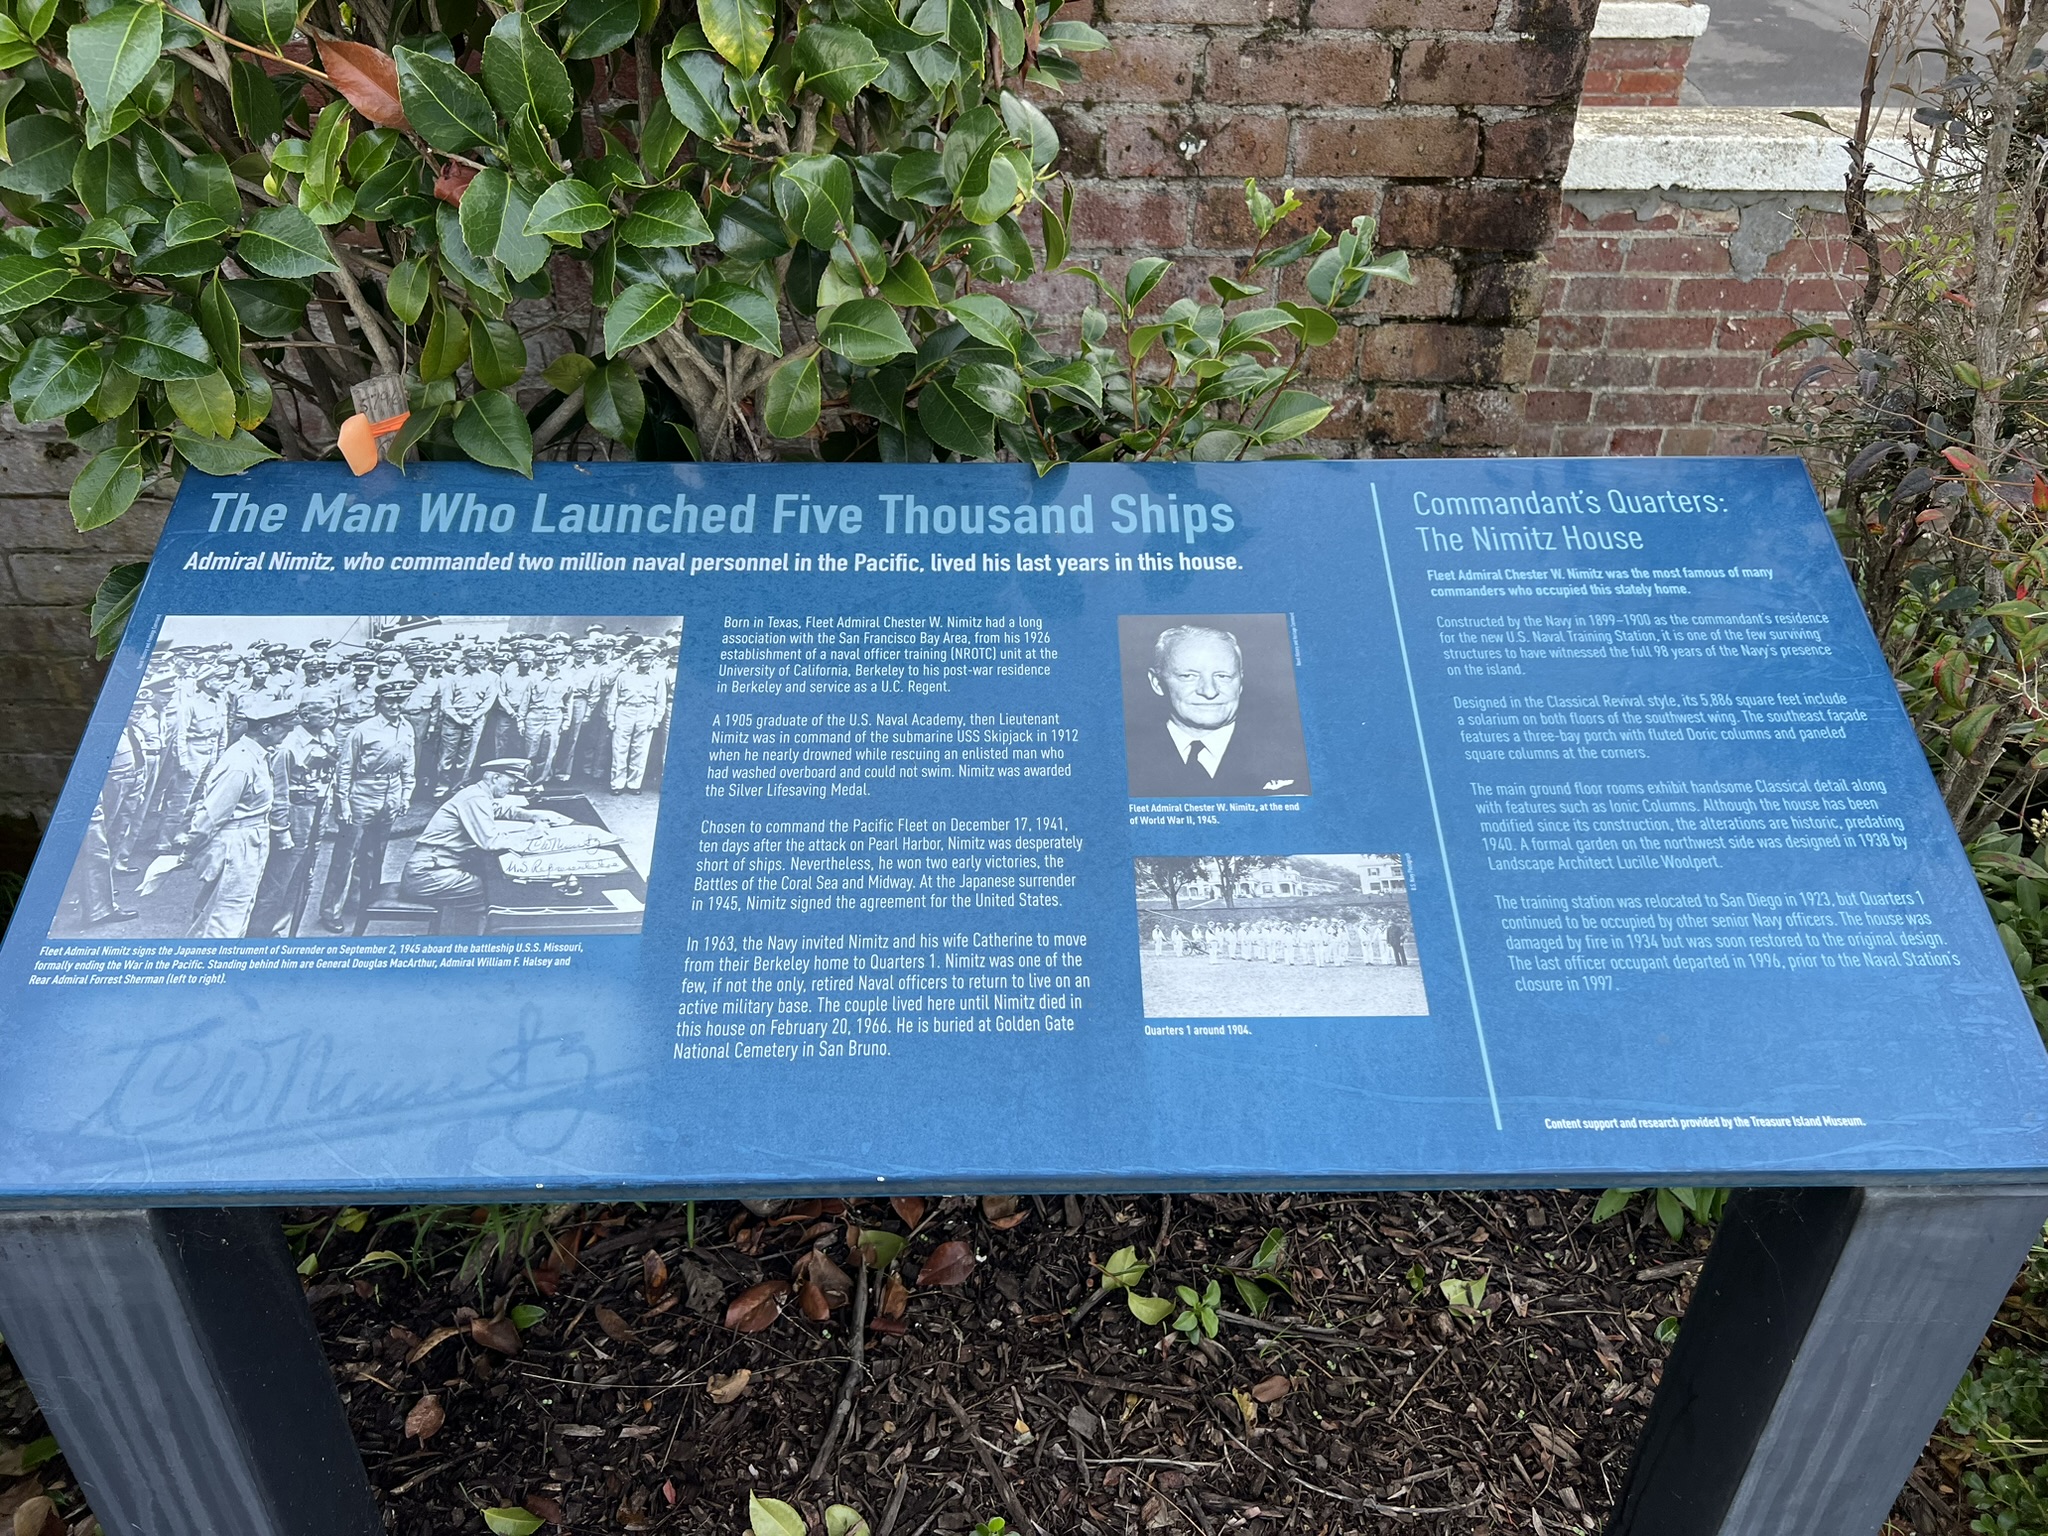 The Man Who Launched Five Thousand Ships
Admiral Nimitz, who commanded two million naval personnel in the Pacific, lived his last years in this house.
Fleet Admiral Nimitz signs the Japanese Instrument of Surrender on September 2, 1945 aboard the battleship U.S.S. Missouri,
formally ending the War in the Pacific. Standing behind him are General Douglas MacArthur, Admiral William F. Halsey and
Rear Admiral Forrest Sherman (left to right).
CWNimitz
Born in Texas, Fleet Admiral Chester W. Nimitz had a long
association with the San Francisco Bay Area, from his 1926
establishment of a naval officer training (NROTC) unit at the
University of California, Berkeley to his post-war residence
in Berkeley and service as a U.C. Regent.
A 1905 graduate of the U.S. Naval Academy, then Lieutenant
Nimitz was in command of the submarine USS Skipjack in 1912
when he nearly drowned while rescuing an enlisted man who
had washed overboard and could not swim. Nimitz was awarded
the Silver Lifesaving Medal.
Chosen to command the Pacific Fleet on December 17, 1941,
ten days after the attack on Pearl Harbor, Nimitz was desperately
short of ships. Nevertheless, he won two early victories, the
Battles of the Coral Sea and Midway. At the Japanese surrender
in 1945, Nimitz signed the agreement for the United States.
In 1963, the Navy invited Nimitz and his wife Catherine to move
from their Berkeley home to Quarters 1. Nimitz was one of the
few, if not the only, retired Naval officers to return to live on an
active military base. The couple lived here until Nimitz died in
this house on February 20, 1966. He is buried at Golden Gate
National Cemetery in San Bruno.
Fleet Admiral Chester W. Nimitz, at the end
of World War II, 1945.
Quarters 1 around 1904.
Commandant's Quarters:
The Nimitz House
Fleet Admiral Chester W. Nimitz was the most famous of many
commanders who occupied this stately home.
Constructed by the Navy in 1899–1900 as the commandant's residence
for the new U.S. Naval Training Station, it is one of the few surviving
structures to have witnessed the full 98 years of the Navy's presence
on the island.
Designed in the Classical Revival style, its 5,886 square feet include
a solarium on both floors of the southwest wing. The southeast façade
features a three-bay porch with fluted Doric columns and paneled
square columns at the corners.
The main ground floor rooms exhibit handsome Classical detail along
with features such as Ionic Columns. Although the house has been
modified since its construction, the alterations are historic, predating
1940. A formal garden on the northwest side was designed in 1938 by
Landscape Architect Lucille Woolpert.
The training station was relocated to San Diego in 1923, but Quarters 1
continued to be occupied by other senior Navy officers. The house was
damaged by fire in 1934 but was soon restored to the original design.
The last officer occupant departed in 1996, prior to the Naval Station's
closure in 1997.
Content support and research provided by the Treasure Island Museum.